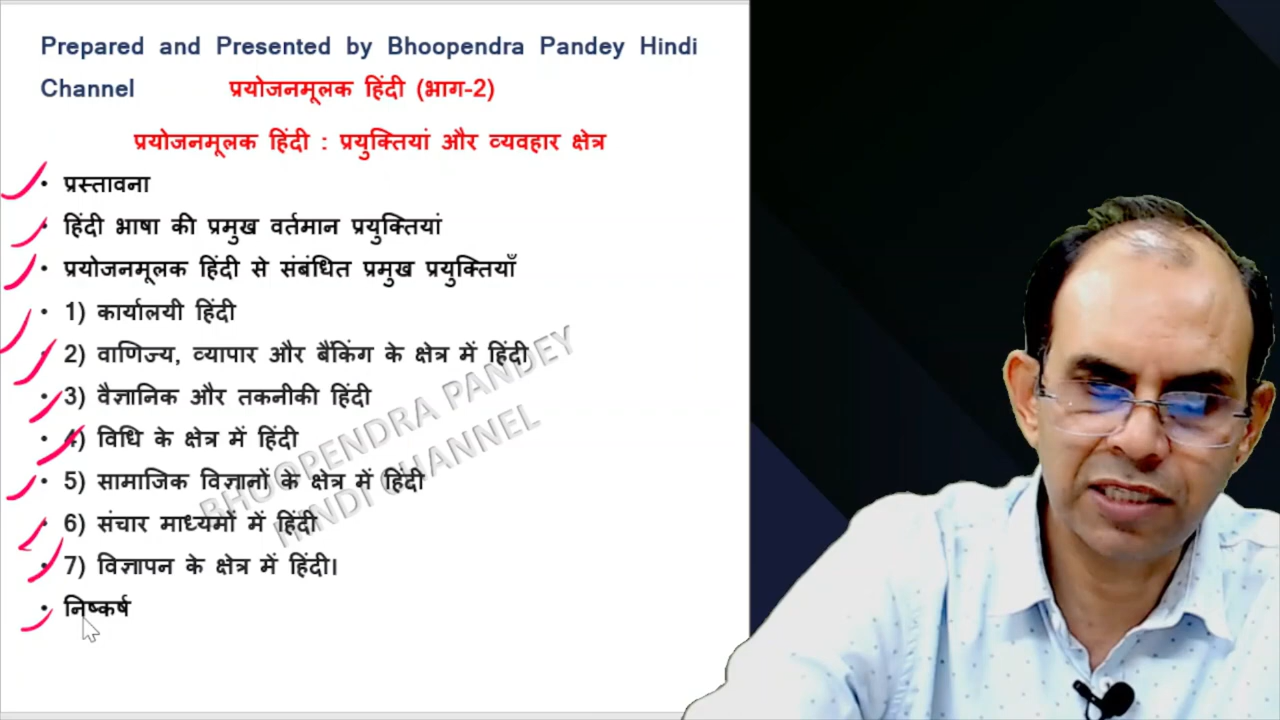 Prepared and Presented by Bhoopendra Pandey Hindi
Channel प्रयोजनमूलक हिंदी (भाग-2)
प्रयोजनमूलक हिंदी : प्रयुक्तियां और व्यवहार क्षेत्र
• प्रस्तावना
• हिंदी भाषा की प्रमुख वर्तमान प्रयुक्तियां
• प्रयोजनमूलक हिंदी से संबंधित प्रमुख प्रयुक्तियाँ
• 1) कार्यालयी हिंदी
• 2) वाणिज्य, व्यापार और बैंकिंग के क्षेत्र में हिंदी
• 3) वैज्ञानिक और तकनीकी हिंदी
• 4) विधि के क्षेत्र में हिंदी
• 5) सामाजिक विज्ञानों के क्षेत्र में हिंदी
• 6) संचार माध्यमों में हिंदी
• 7) विज्ञापन के क्षेत्र में हिंदी।
• निष्कर्ष
BHOOPENDRA PANDEY
HINDI CHANNEL